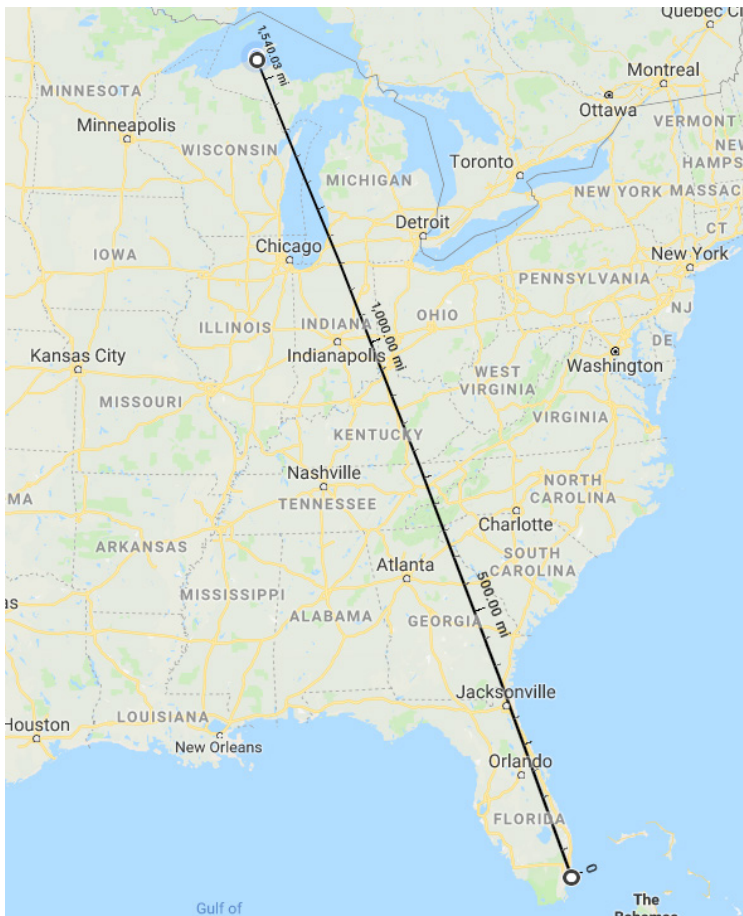 Quebec Ci
1,540.03 mi
Montreal
MINNESOTA
Ottawa
Minneapolis
VERMONT
WISCONSIN
NEW
HAMPS
Toronto
MICHIGAN
NEW YORK
MASSAC
Detroit
CT
Chicago
IOWA
New York
PENNSYLVANIA
1,000.00 mi
OHIO
NJ
ILLINOIS
INDIANA
DE
Indianapolis
Kansas City
Washington
WEST
VIRGINIA
MISSOURI
VIRGINIA
KENTUCKY
Nashville
NORTH
CAROLINA
MA
TENNESSEE
Charlotte
ARKANSAS
SOUTH
CAROLINA
Atlanta
500.00 mi
as
MISSISSIPPI
ALABAMA
GEORGIA
Jacksonville
LOUISIANA
Houston
New Orleans
Orlando
FLORIDA
0
The
Gulf of